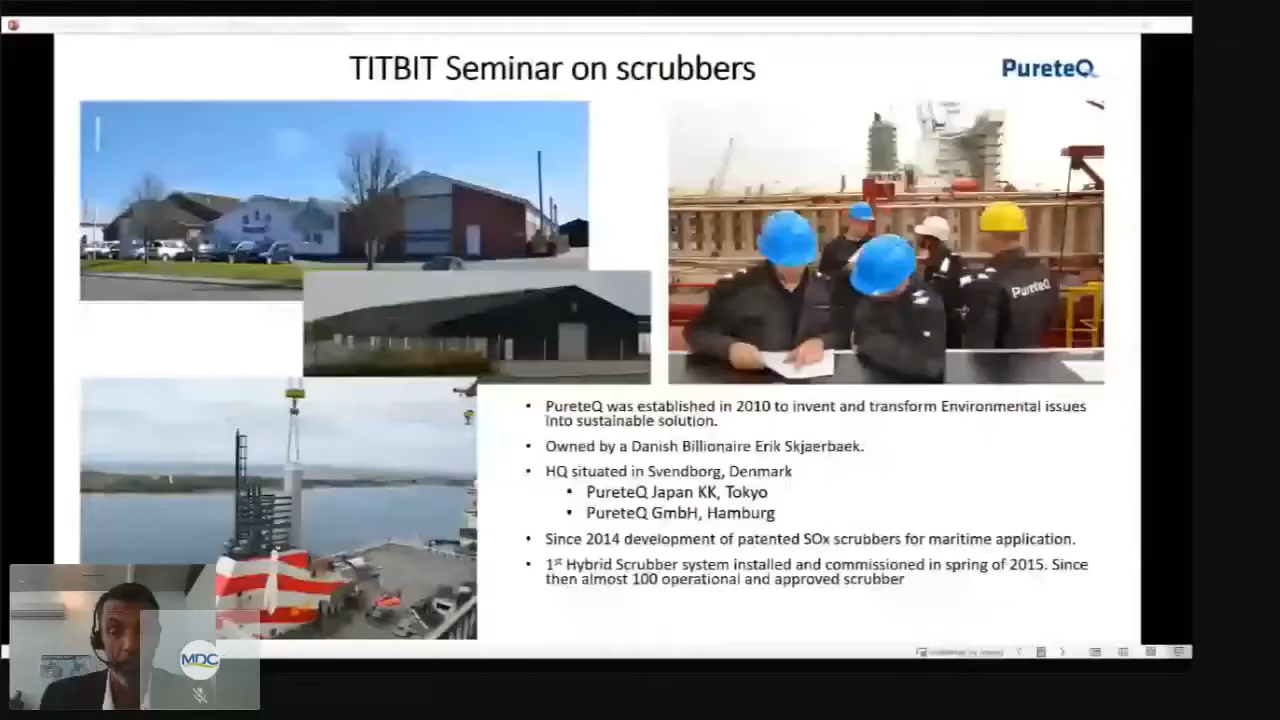 TITBIT Seminar on scrubbers
PureteQ
PureteQ
• PureteQ was established in 2010 to invent and transform Environmental issues
into sustainable solution.
• Owned by a Danish Billionaire Erik Skjaerbaek.
• HQ situated in Svendborg, Denmark
• PureteQ Japan KK, Tokyo
• PureteQ GmbH, Hamburg
• Since 2014 development of patented SOx scrubbers for maritime application.
• 1st Hybrid Scrubber system installed and commissioned in spring of 2015. Since
then almost 100 operational and approved scrubber
MDC